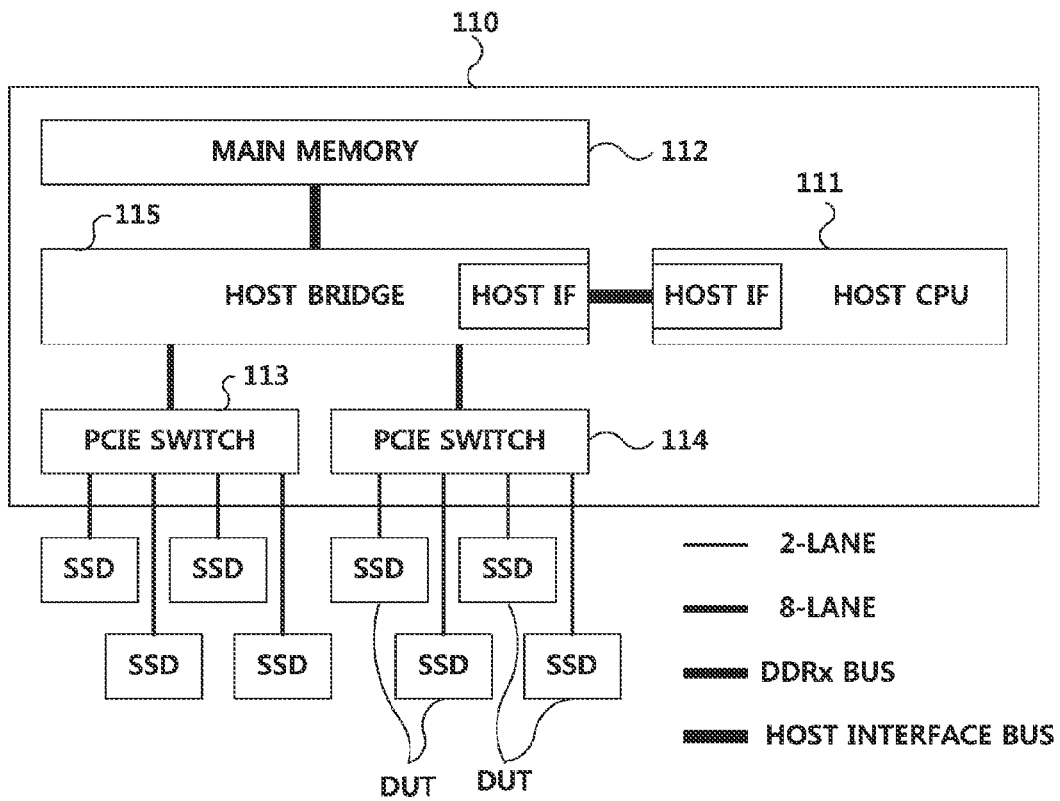 110
MAIN MEMORY
112
115
111
HOST BRIDGE
HOST IF
HOST IF
HOST CPU
113
PCIE SWITCH
PCIE SWITCH
114
SSD
SSD
SSD
SSD
SSD
SSD
SSD
SSD
DUT
DUT
2-LANE
8-LANE
DDRx BUS
HOST INTERFACE BUS